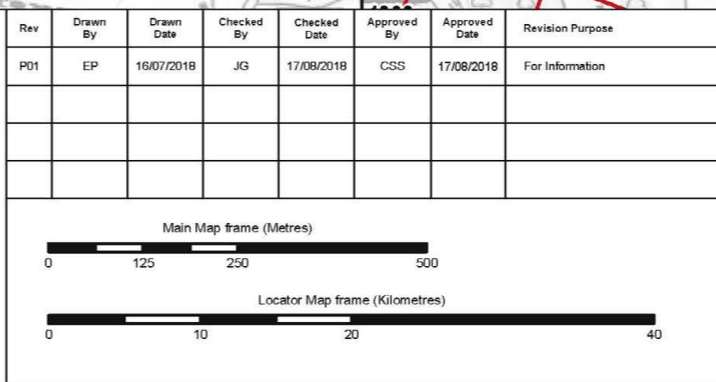 Rev Drawn By Drawn Date Checked By Checked Date Approved By Approved Date Revision Purpose
P01 EP 16/07/2018 JG 17/08/2018 CSS 17/08/2018 For Information
Main Map frame (Metres)
0 125 250 500
Locator Map frame (Kilometres)
0 10 20 40